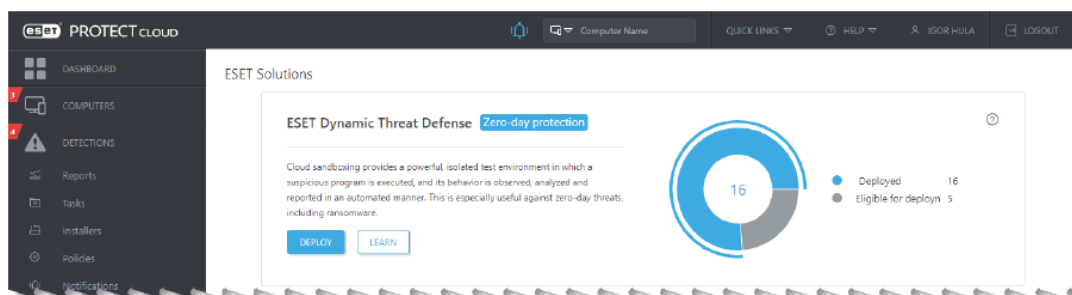 eset PROTECT CLOUD
Computer Name
QUICK LINKS
HELP
IGOR HULA
LOGOUT
DASHBOARD
3
COMPUTERS
4
DETECTIONS
Reports
Tasks
Installers
Policies
Notifications
ESET Solutions
ESET Dynamic Threat Defense Zero-day protection
Cloud sandboxing provides a powerful, isolated test environment in which a
suspicious program is executed, and its behavior is observed, analyzed and
reported in an automated manner. This is especially useful against zero-day threats,
including ransomware.
DEPLOY LEARN
16
Deployed 16
Eligible for deployn 5